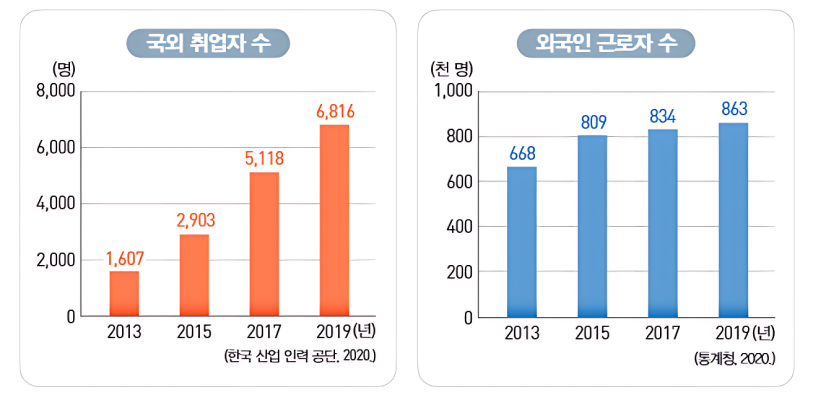 국외 취업자 수
(명)
8,000
6,000
4,000
2,000
0
1,607
2,903
5,118
6,816
2013 2015 2017 2019(년)
(한국 산업 인력 공단, 2020.)
외국인 근로자 수
(천 명)
1,000
800
600
400
200
0
668
809
834
863
2013 2015 2017 2019(년)
(통계청, 2020.)